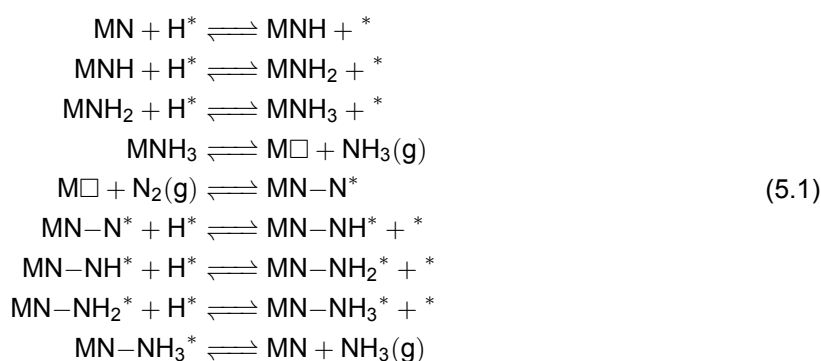 MN + H* ⇌ MNH + *
MNH + H* ⇌ MNH₂ + *
MNH₂ + H* ⇌ MNH₃ + *
MNH₃ ⇌ M□ + NH₃(g)
M□ + N₂(g) ⇌ MN−N*
(5.1)
MN−N* + H* ⇌ MN−NH* + *
MN−NH* + H* ⇌ MN−NH₂* + *
MN−NH₂* + H* ⇌ MN−NH₃* + *
MN−NH₃* ⇌ MN + NH₃(g)